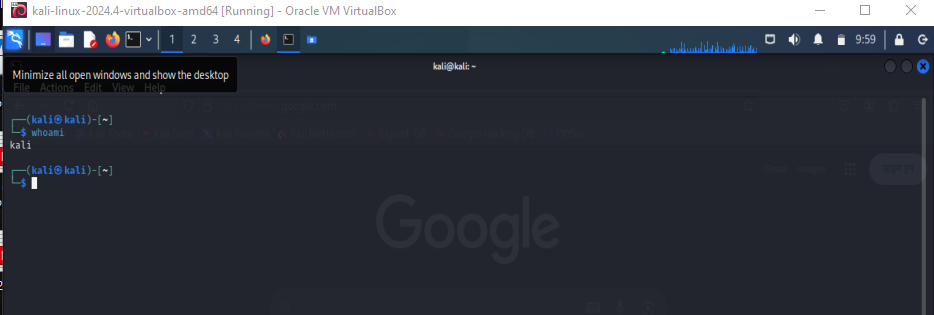 kali-linux-2024.4-virtualbox-amd64 [Running] - Oracle VM VirtualBox
1 2 3 4 9:59
kali@kali: ~
Minimize all open windows and show the desktop
File Actions Edit View Help
┌──(kali㉿kali)-[~]
└─$ whoami
kali
┌──(kali㉿kali)-[~]
└─$
Google